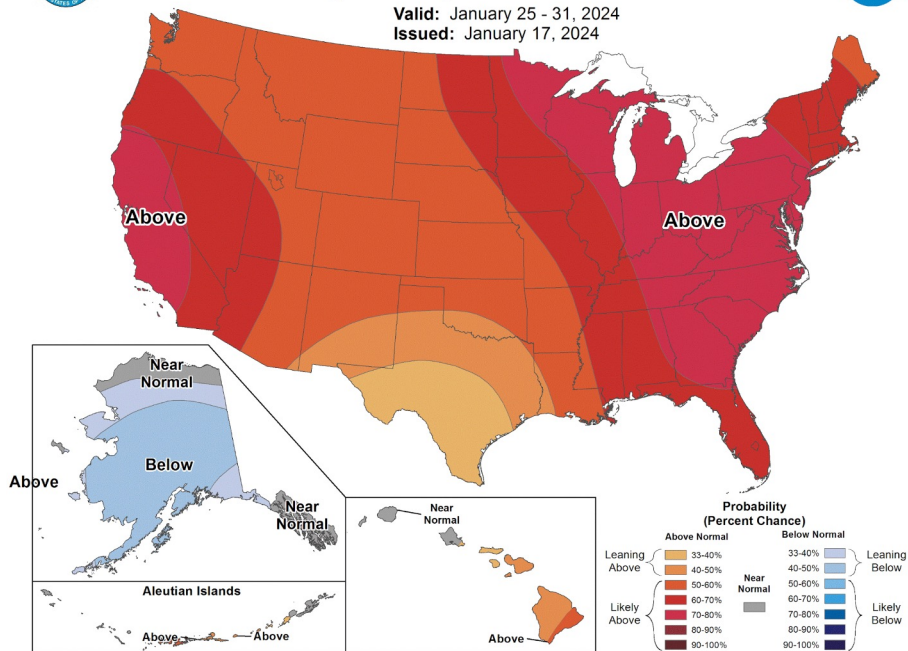 Valid: January 25 - 31, 2024
Issued: January 17, 2024
Above
Above
Near
Normal
Below
Above
Near
Normal
Aleutian Islands
Above
Above
Near
Normal
Above
Probability
(Percent Chance)
Above Normal
Below Normal
Leaning
Above
33-40%
40-50%
Likely
Above
50-60%
60-70%
70-80%
80-90%
90-100%
Near
Normal
33-40%
40-50%
Leaning
Below
50-60%
60-70%
70-80%
80-90%
90-100%
Likely
Below